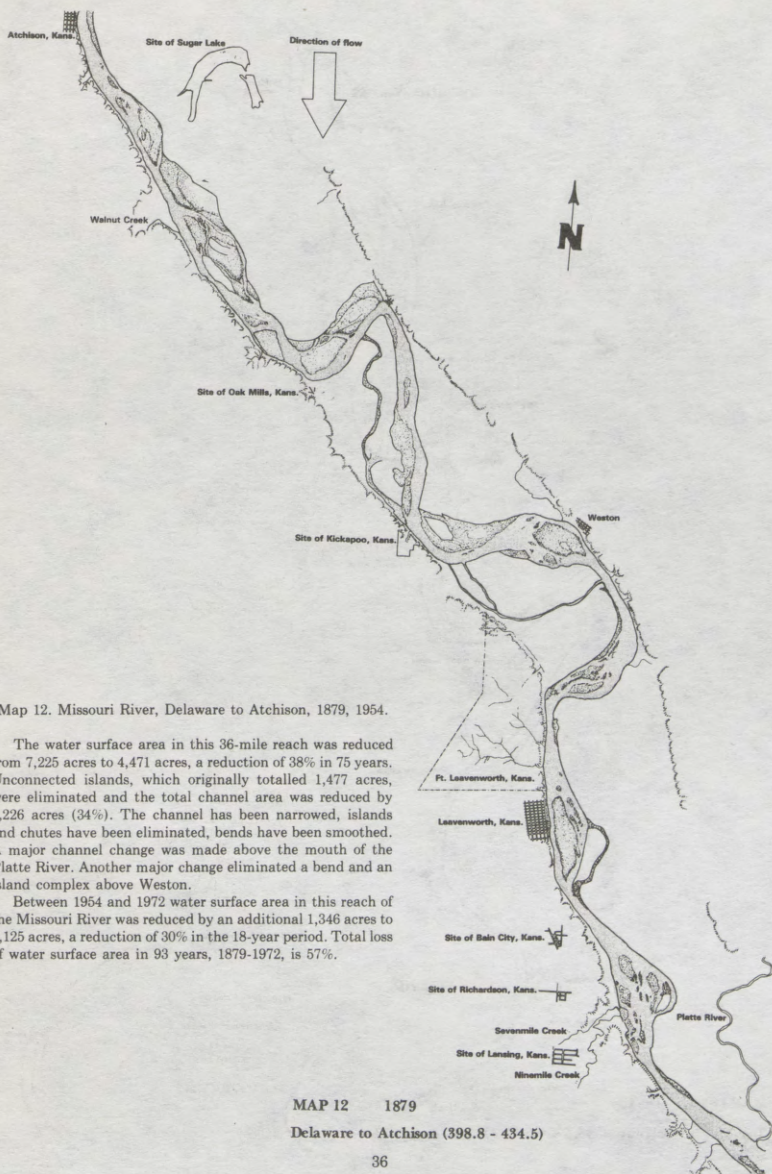 Atchison, Kans.
Site of Sugar Lake
Direction of flow
Walnut Creek
N
Site of Oak Mills, Kans.
Weston
Site of Kickapoo, Kans.
Map 12. Missouri River, Delaware to Atchison, 1879, 1954.
The water surface area in this 36-mile reach was reduced
from 7,225 acres to 4,471 acres, a reduction of 38% in 75 years.
Unconnected islands, which originally totalled 1,477 acres,
were eliminated and the total channel area was reduced by
,226 acres (34%). The channel has been narrowed, islands
and chutes have been eliminated, bends have been smoothed.
major channel change was made above the mouth of the
Platte River. Another major change eliminated a bend and an
island complex above Weston.
Between 1954 and 1972 water surface area in this reach of
the Missouri River was reduced by an additional 1,346 acres to
,125 acres, a reduction of 30% in the 18-year period. Total loss
of water surface area in 93 years, 1879-1972, is 57%.
Ft. Leavenworth, Kans.
Leavenworth, Kans.
Site of Bain City, Kans.
Site of Richardson, Kans.
Platte River
Sevenmile Creek
Site of Lansing, Kans.
Ninemile Creek
MAP 12 1879
Delaware to Atchison (398.8 - 434.5)
36